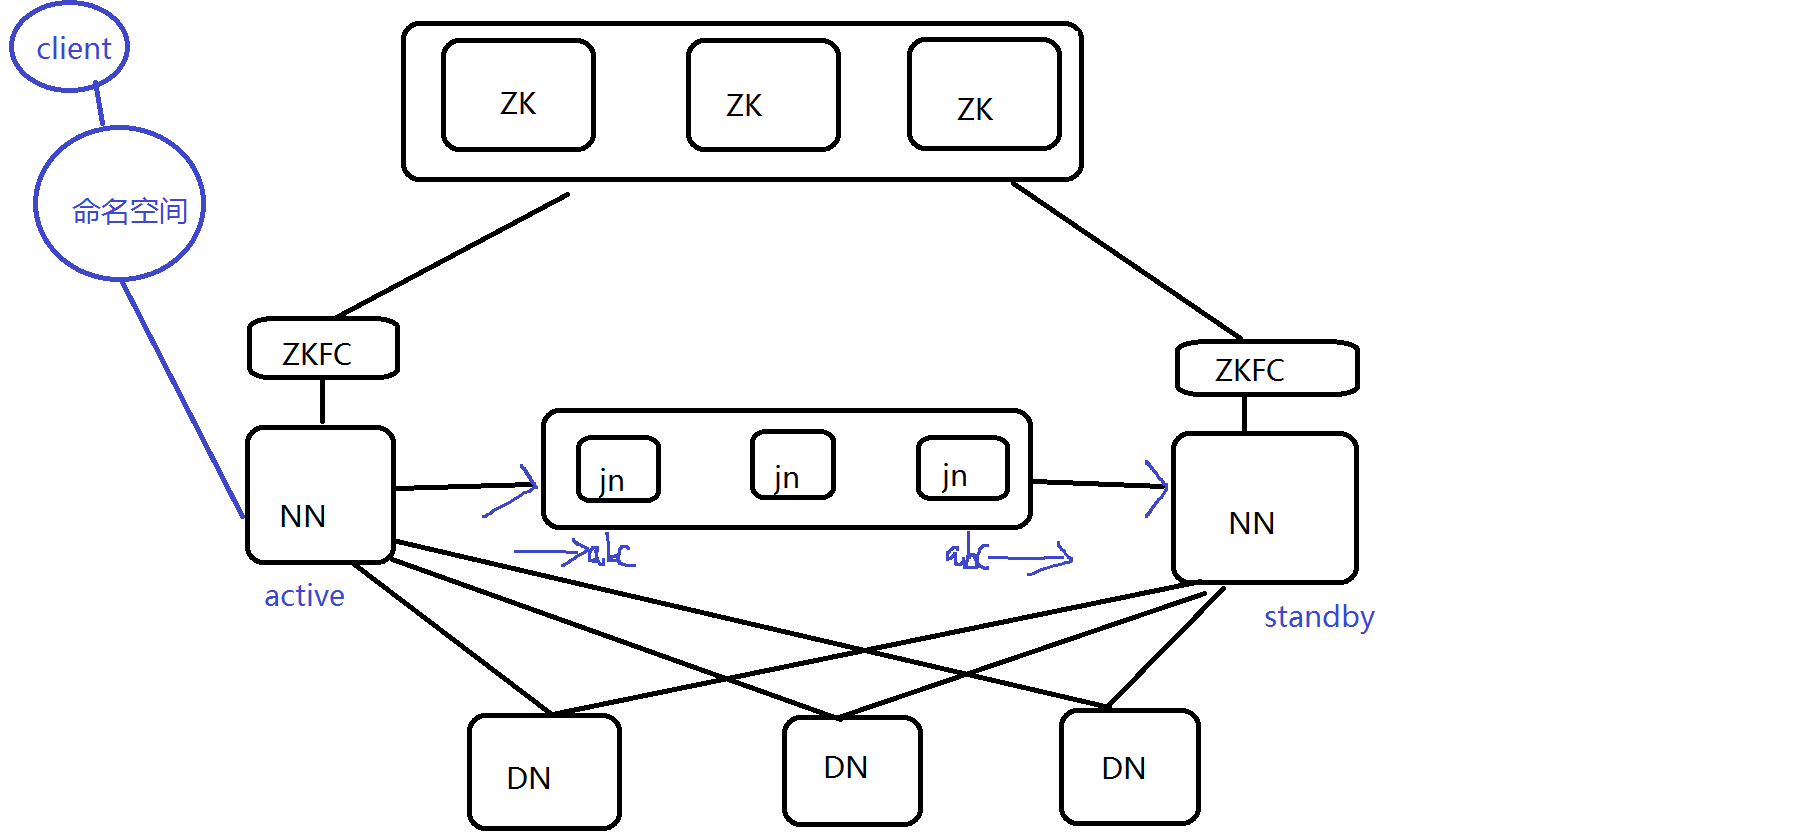 client
ZK
ZK
ZK
命名空间
ZKFC
ZKFC
jn
jn
jn
NN
NN
abc
abc
active
standby
DN
DN
DN